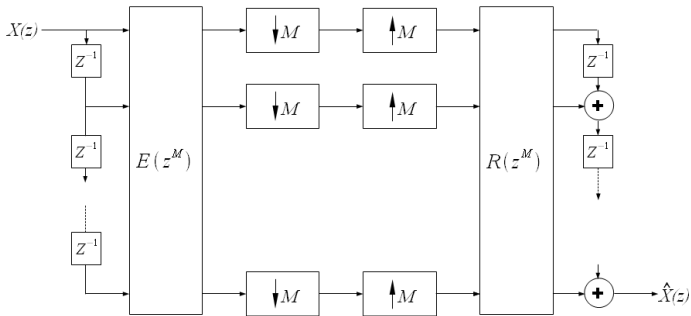 X(z)
Z⁻¹
Z⁻¹
Z⁻¹
E(z^M)
↓M
↑M
↓M
↑M
↓M
↑M
R(z^M)
Z⁻¹
+
Z⁻¹
+
X̂(z)